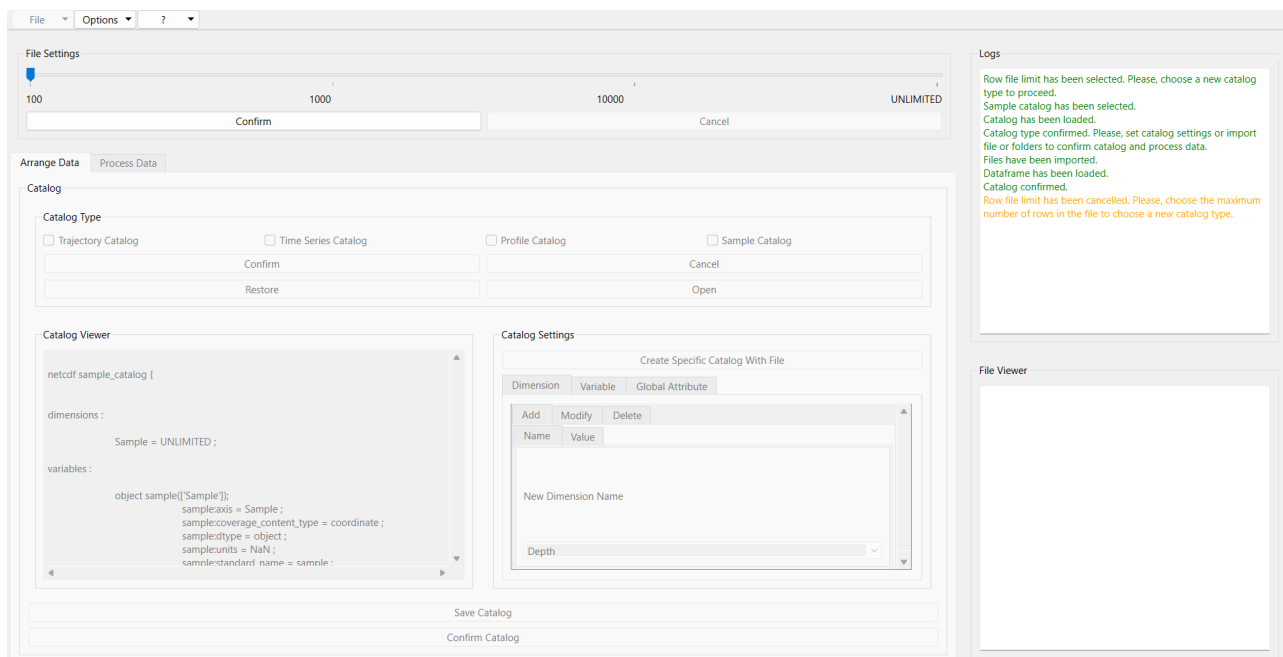 File Options ?
File Settings
100 1000 10000 UNLIMITED
Confirm Cancel
Arrange Data Process Data
Catalog
Catalog Type
Trajectory Catalog Time Series Catalog Profile Catalog Sample Catalog
Confirm Cancel
Restore Open
Catalog Viewer
netcdf sample_catalog {
dimensions :
Sample = UNLIMITED ;
variables :
object sample(['Sample']);
sample:axis = Sample ;
sample:coverage_content_type = coordinate ;
sample:dtype = object ;
sample:units = NaN ;
sample:standard_name = sample ;
Catalog Settings
Create Specific Catalog With File
Dimension Variable Global Attribute
Add Modify Delete
Name Value
New Dimension Name
Depth
Save Catalog
Confirm Catalog
Logs
Row file limit has been selected. Please, choose a new catalog
type to proceed.
Sample catalog has been selected.
Catalog has been loaded.
Catalog type confirmed. Please, set catalog settings or import
file or folders to confirm catalog and process data.
Files have been imported.
Dataframe has been loaded.
Catalog confirmed.
Row file limit has been cancelled. Please, choose the maximum
number of rows in the file to choose a new catalog type.
File Viewer